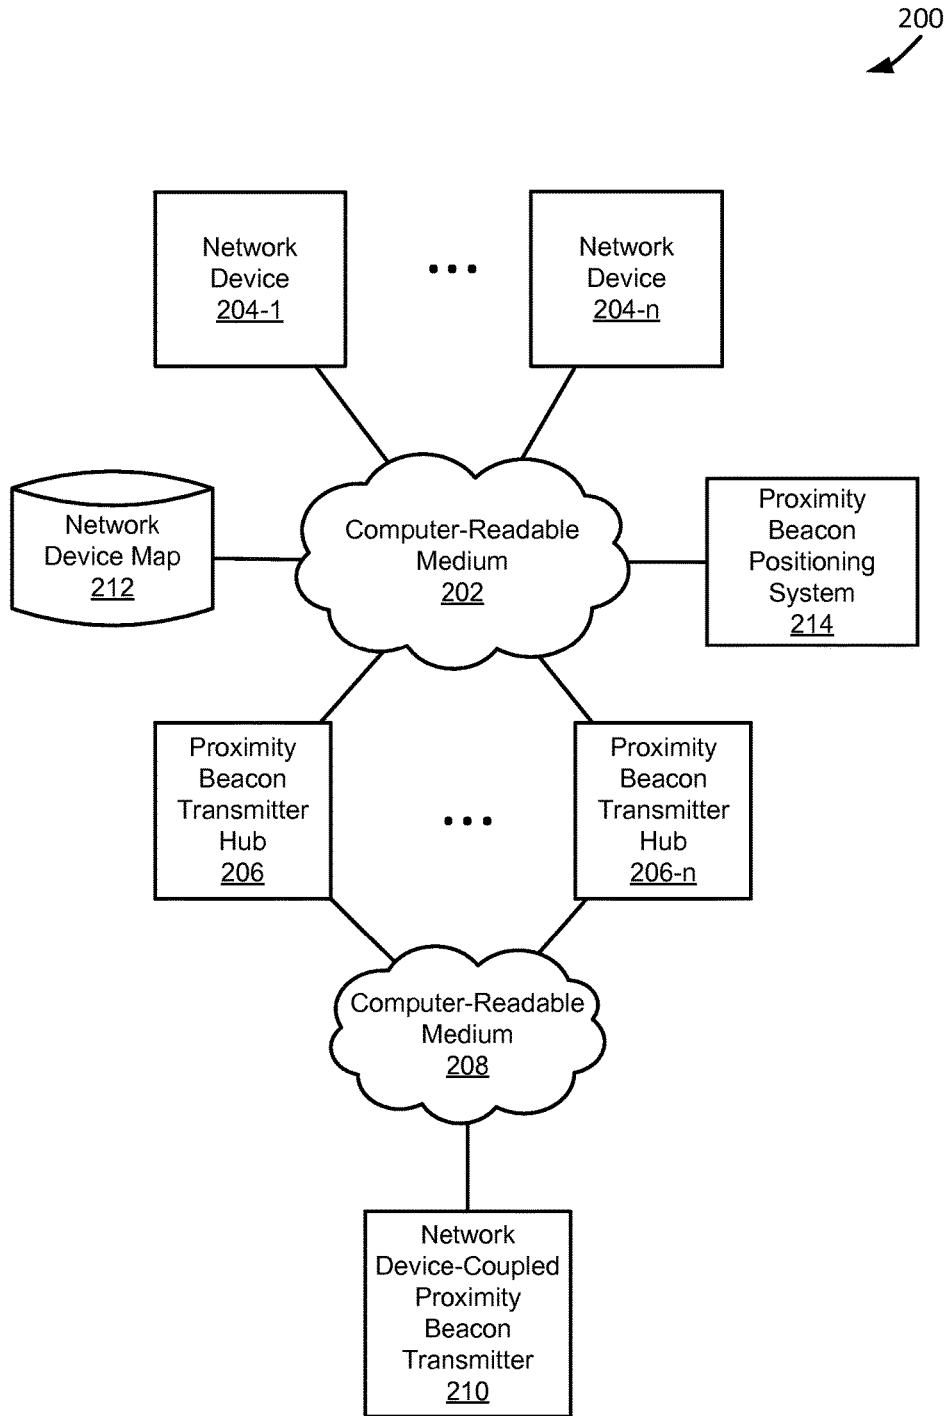 200
Network
Device
204-1
...
Network
Device
204-n
Network
Device Map
212
Computer-Readable
Medium
202
Proximity
Beacon
Positioning
System
214
Proximity
Beacon
Transmitter
Hub
206
...
Proximity
Beacon
Transmitter
Hub
206-n
Computer-Readable
Medium
208
Network
Device-Coupled
Proximity
Beacon
Transmitter
210